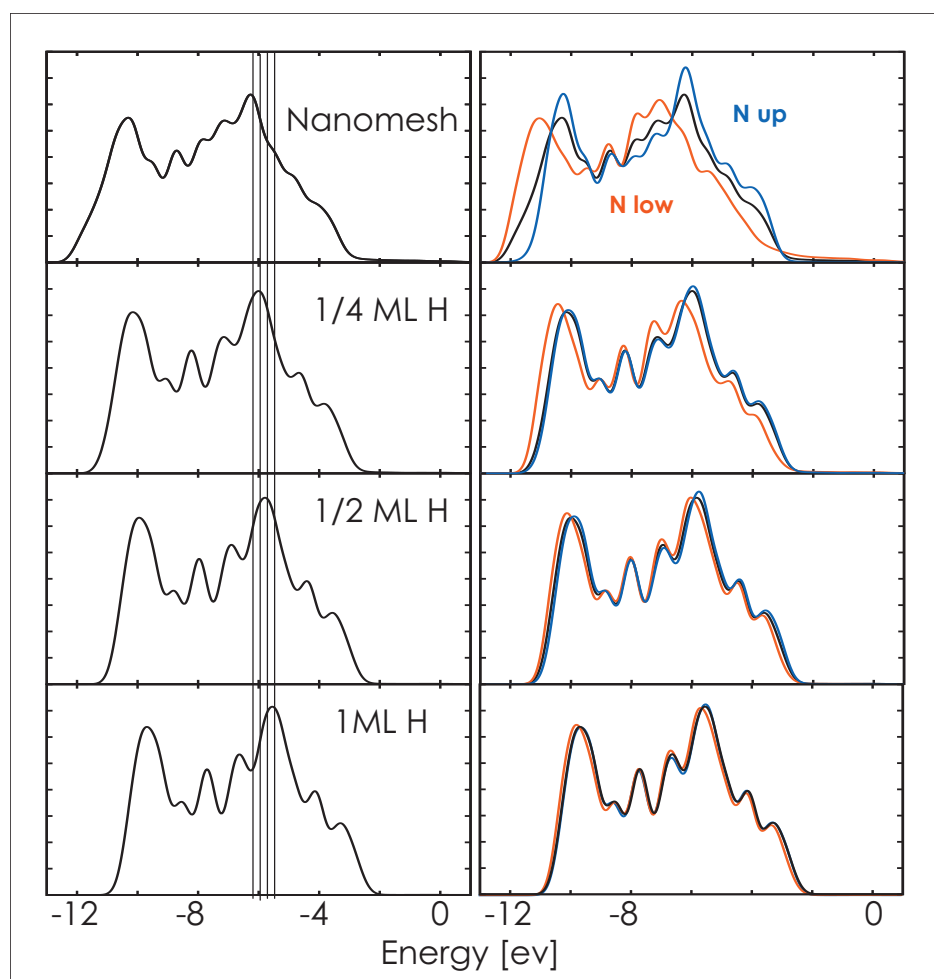 Nanomesh
N up
N low
1/4 ML H
1/2 ML H
1ML H
-12 -8 -4 0 -12 -8 0
Energy [ev]